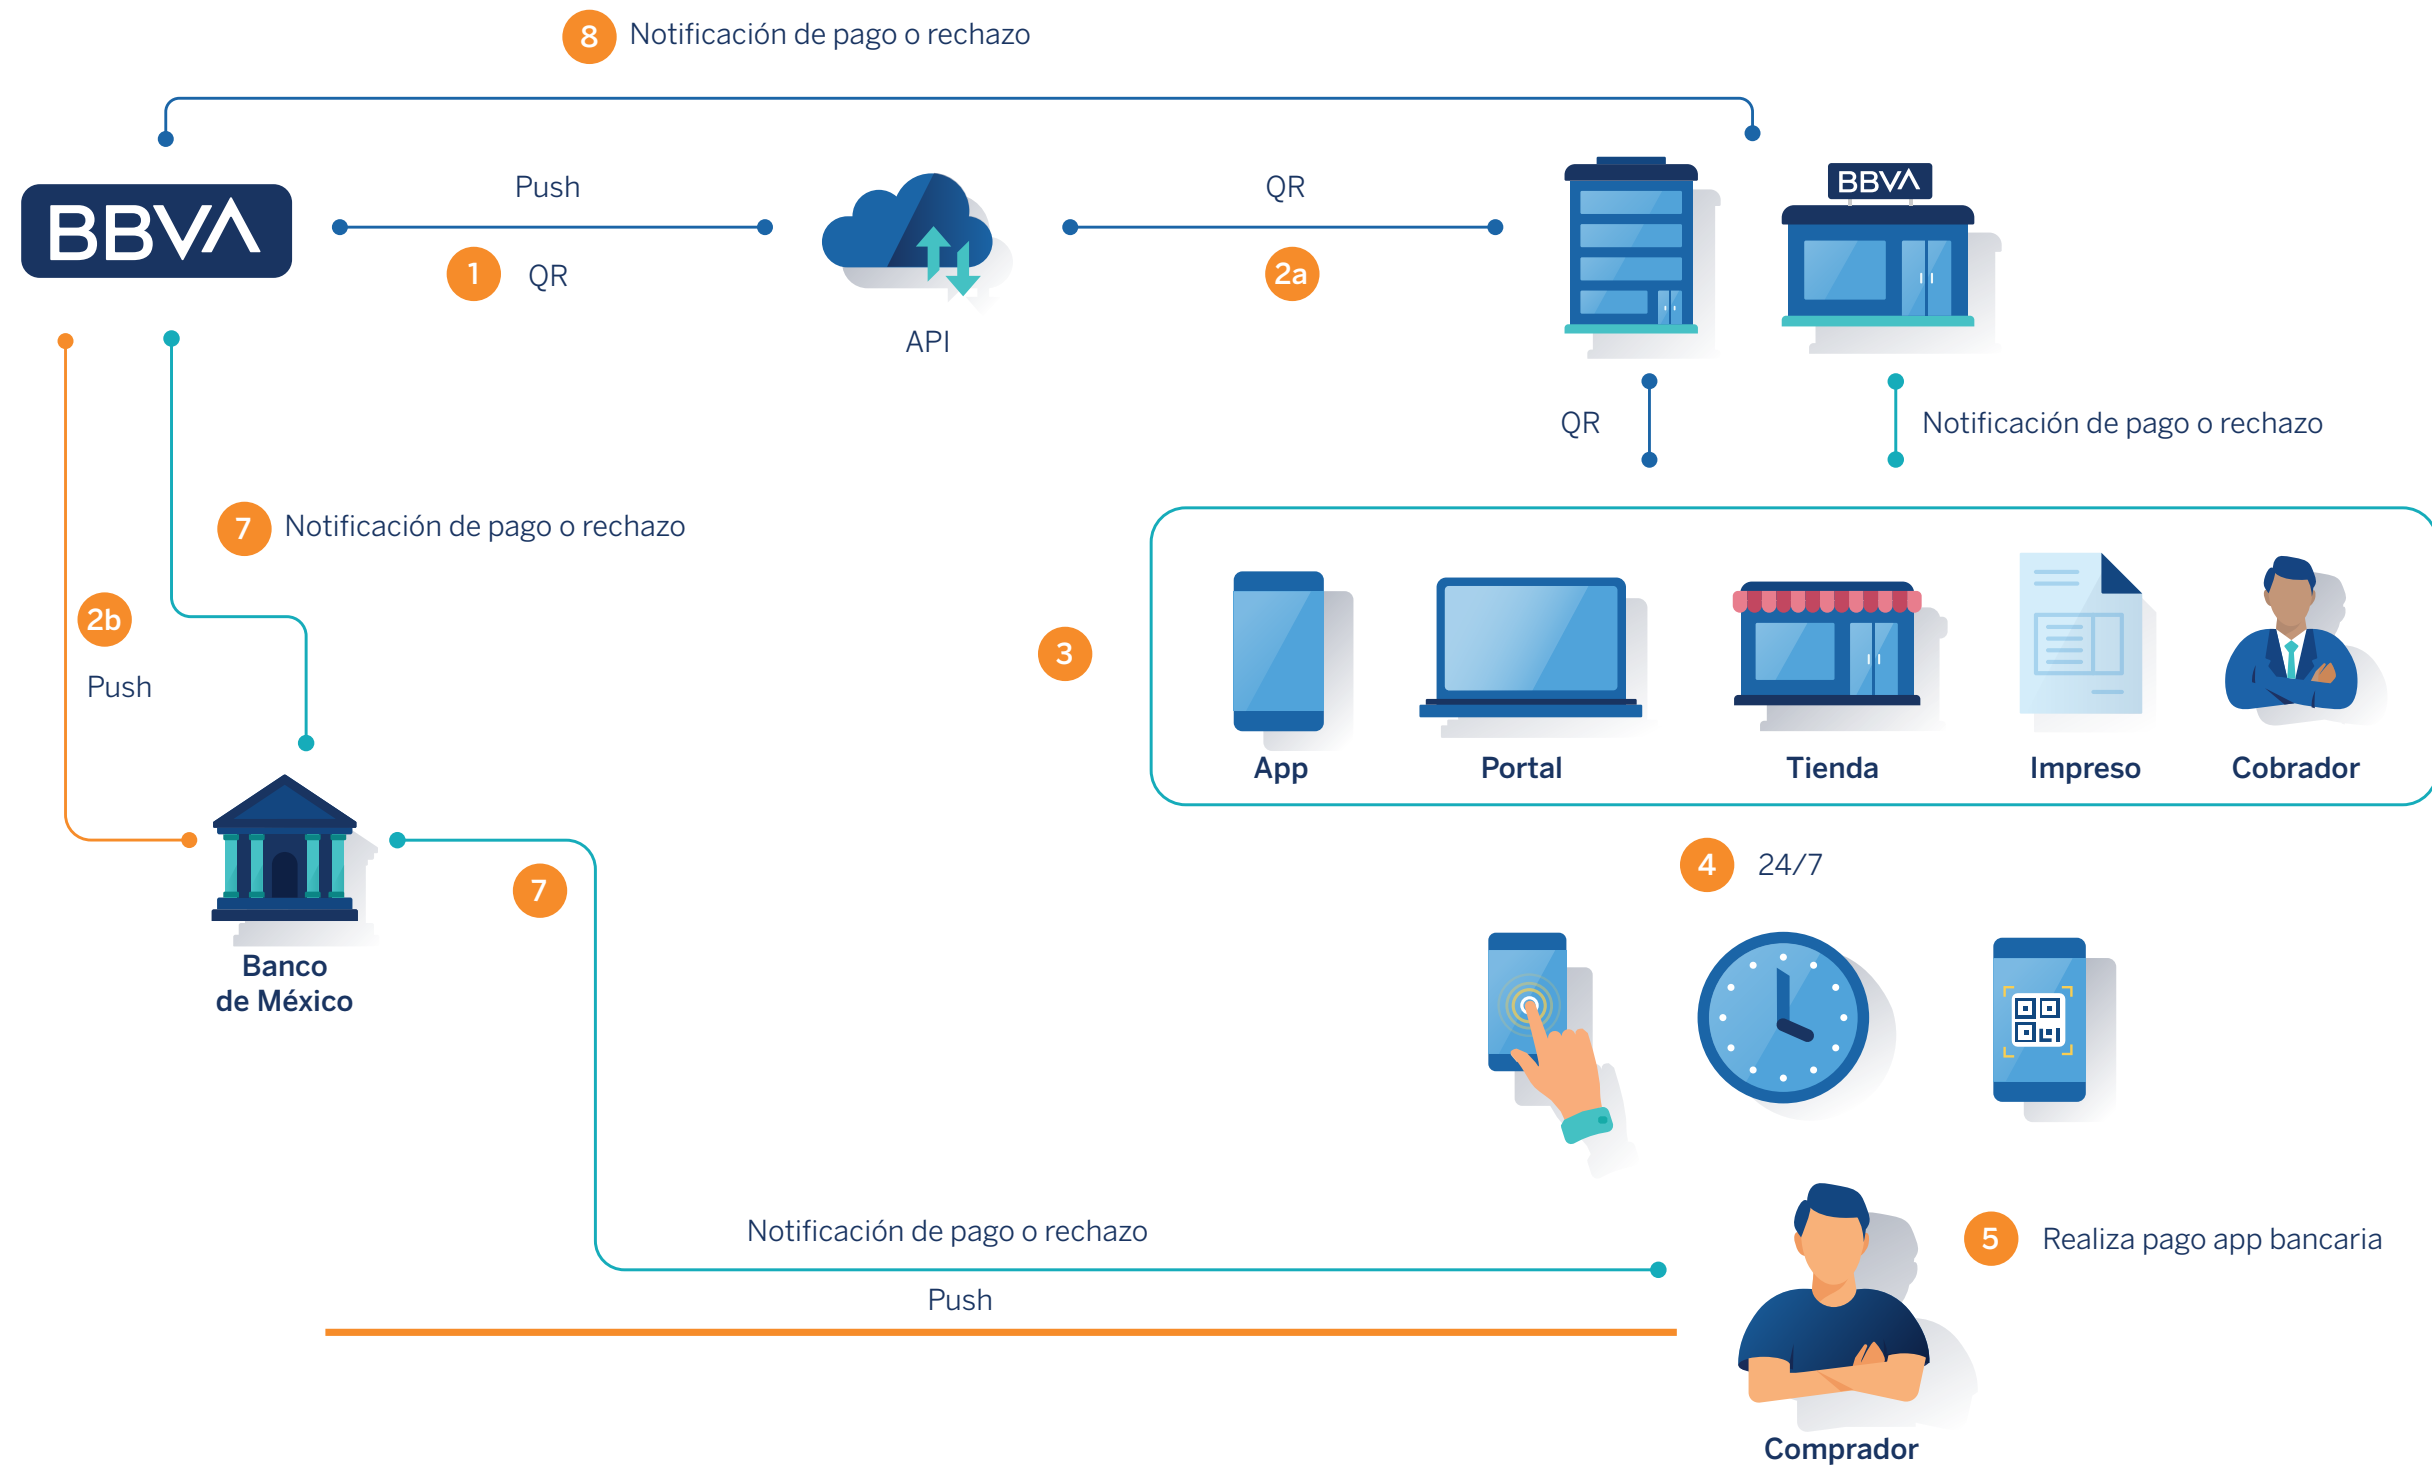 8 Notificación de pago o rechazo
BBVA
Push
1 QR
API
QR
2a
BBVA
QR
Notificación de pago o rechazo
7 Notificación de pago o rechazo
2b
Push
3
App
Portal
Tienda
Impreso
Cobrador
4 24/7
7
Banco
de México
Notificación de pago o rechazo
Push
5 Realiza pago app bancaria
Comprador